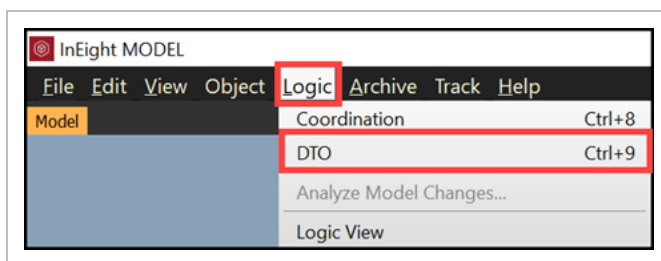 InEight MODEL
File Edit View Object Logic Archive Track Help
Model
Coordination Ctrl+8
DTO Ctrl+9
Analyze Model Changes...
Logic View